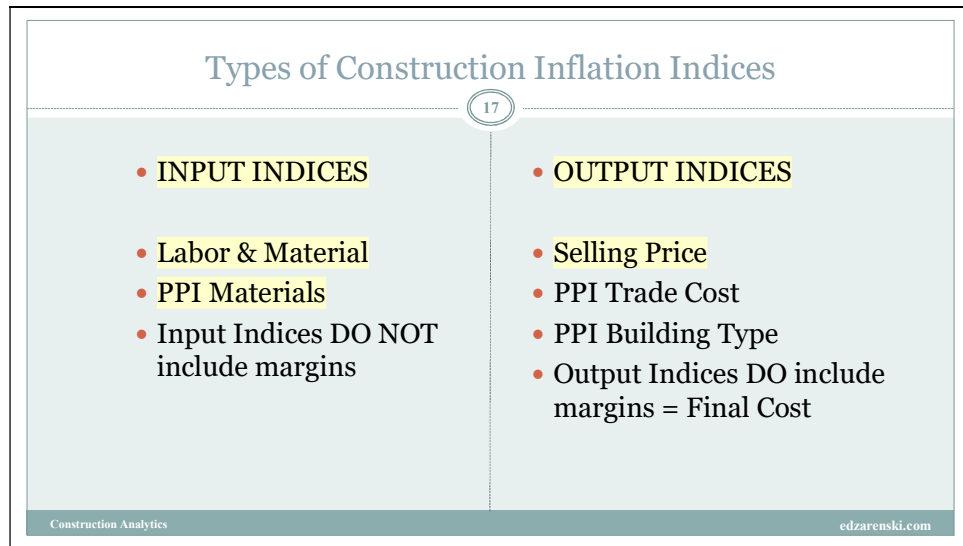 Types of Construction Inflation Indices
17
• INPUT INDICES
• Labor & Material
• PPI Materials
• Input Indices DO NOT
include margins
• OUTPUT INDICES
• Selling Price
• PPI Trade Cost
• PPI Building Type
• Output Indices DO include
margins = Final Cost
Construction Analytics
edzarenski.com